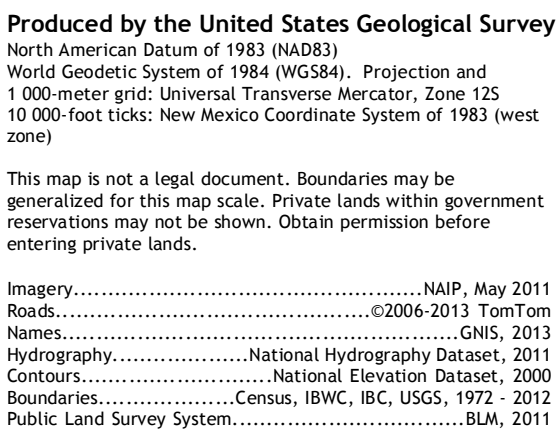 Produced by the United States Geological Survey
North American Datum of 1983 (NAD83)
World Geodetic System of 1984 (WGS84).  Projection and
1 000-meter grid: Universal Transverse Mercator, Zone 12S
10 000-foot ticks: New Mexico Coordinate System of 1983 (west
zone)
This map is not a legal document. Boundaries may be
generalized for this map scale. Private lands within government
reservations may not be shown. Obtain permission before
entering private lands.
Imagery..................................................NAIP, May 2011
Roads.............................................©2006-2013 TomTom
Names.........................................................GNIS, 2013
Hydrography....................National Hydrography Dataset, 2011
Contours............................National Elevation Dataset, 2000
Boundaries....................Census, IBWC, IBC, USGS, 1972 - 2012
Public Land Survey System..................................BLM, 2011